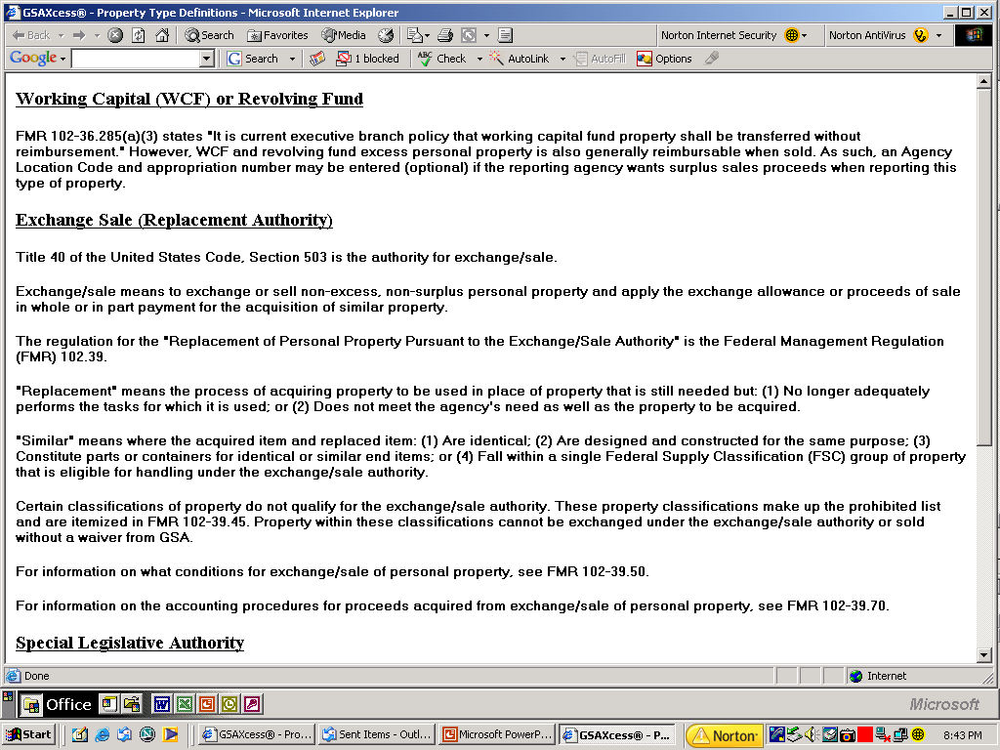 GSAXcess® - Property Type Definitions - Microsoft Internet Explorer
Back Search Favorites Media Norton Internet Security Norton AntiVirus
Google Search 1 blocked ABC Check AutoLink AutoFill Options
Working Capital (WCF) or Revolving Fund
FMR 102-36.285(a)(3) states "It is current executive branch policy that working capital fund property shall be transferred without
reimbursement." However, WCF and revolving fund excess personal property is also generally reimbursable when sold. As such, an Agency
Location Code and appropriation number may be entered (optional) if the reporting agency wants surplus sales proceeds when reporting this
type of property.
Exchange Sale (Replacement Authority)
Title 40 of the United States Code, Section 503 is the authority for exchange/sale.
Exchange/sale means to exchange or sell non-excess, non-surplus personal property and apply the exchange allowance or proceeds of sale
in whole or in part payment for the acquisition of similar property.
The regulation for the "Replacement of Personal Property Pursuant to the Exchange/Sale Authority" is the Federal Management Regulation
(FMR) 102.39.
"Replacement" means the process of acquiring property to be used in place of property that is still needed but: (1) No longer adequately
performs the tasks for which it is used; or (2) Does not meet the agency's need as well as the property to be acquired.
"Similar" means where the acquired item and replaced item: (1) Are identical; (2) Are designed and constructed for the same purpose; (3)
Constitute parts or containers for identical or similar end items; or (4) Fall within a single Federal Supply Classification (FSC) group of property
that is eligible for handling under the exchange/sale authority.
Certain classifications of property do not qualify for the exchange/sale authority. These property classifications make up the prohibited list
and are itemized in FMR 102-39.45. Property within these classifications cannot be exchanged under the exchange/sale authority or sold
without a waiver from GSA.
For information on what conditions for exchange/sale of personal property, see FMR 102-39.50.
For information on the accounting procedures for proceeds acquired from exchange/sale of personal property, see FMR 102-39.70.
Special Legislative Authority
Done Internet
Office Microsoft
Start GSAXcess® - Pro... Sent Items - Outl... Microsoft PowerP... GSAXcess® - P... Norton 8:43 PM